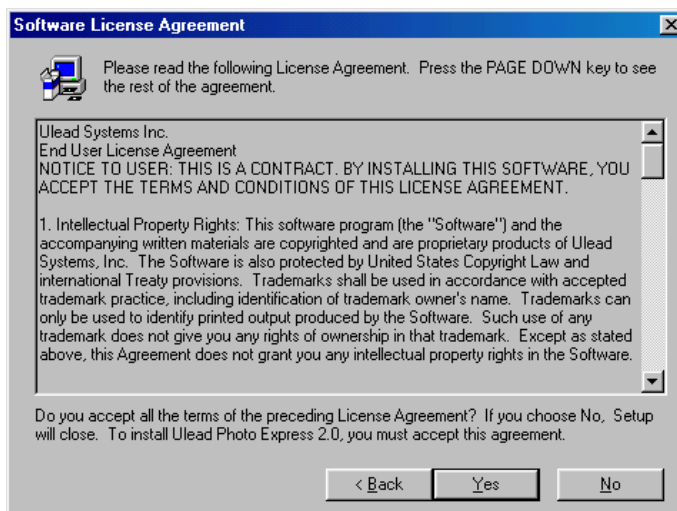 Software License Agreement
Please read the following License Agreement. Press the PAGE DOWN key to see
the rest of the agreement.
Ulead Systems Inc.
End User License Agreement
NOTICE TO USER: THIS IS A CONTRACT. BY INSTALLING THIS SOFTWARE, YOU
ACCEPT THE TERMS AND CONDITIONS OF THIS LICENSE AGREEMENT.
1. Intellectual Property Rights: This software program (the "Software") and the
accompanying written materials are copyrighted and are proprietary products of Ulead
Systems, Inc. The Software is also protected by United States Copyright Law and
international Treaty provisions. Trademarks shall be used in accordance with accepted
trademark practice, including identification of trademark owner's name. Trademarks can
only be used to identify printed output produced by the Software. Such use of any
trademark does not give you any rights of ownership in that trademark. Except as stated
above, this Agreement does not grant you any intellectual property rights in the Software.
Do you accept all the terms of the preceding License Agreement? If you choose No, Setup
will close. To install Ulead Photo Express 2.0, you must accept this agreement.
< Back Yes No